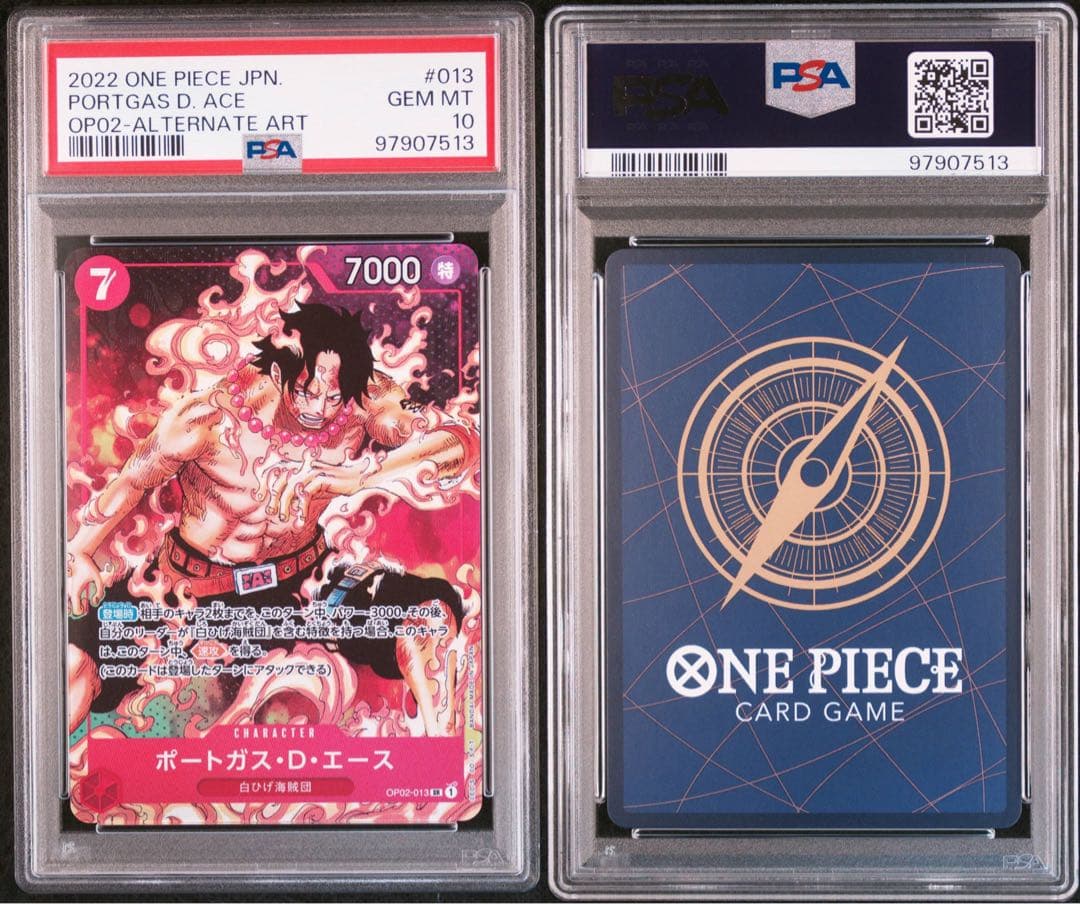 2022 ONE PIECE JPN.
#013
PORTGAS D. ACE
GEM MT
OP02-ALTERNATE ART
10
97907513
PSA
7
7000
特
登場時 相手のキャラ2枚までを、このターン中、パワー-3000。その後、
自分のリーダーが『白ひげ海賊団』を含む特徴を持つ場合、このキャラ
は、このターン中、速攻 を得る。
(このカードは登場したターンにアタックできる)
CHARACTER
ポートガス・D・エース
白ひげ海賊団
OP02-013 SR 1
PSA
PSA
PSA
97907513
ONE PIECE
CARD GAME
PSA